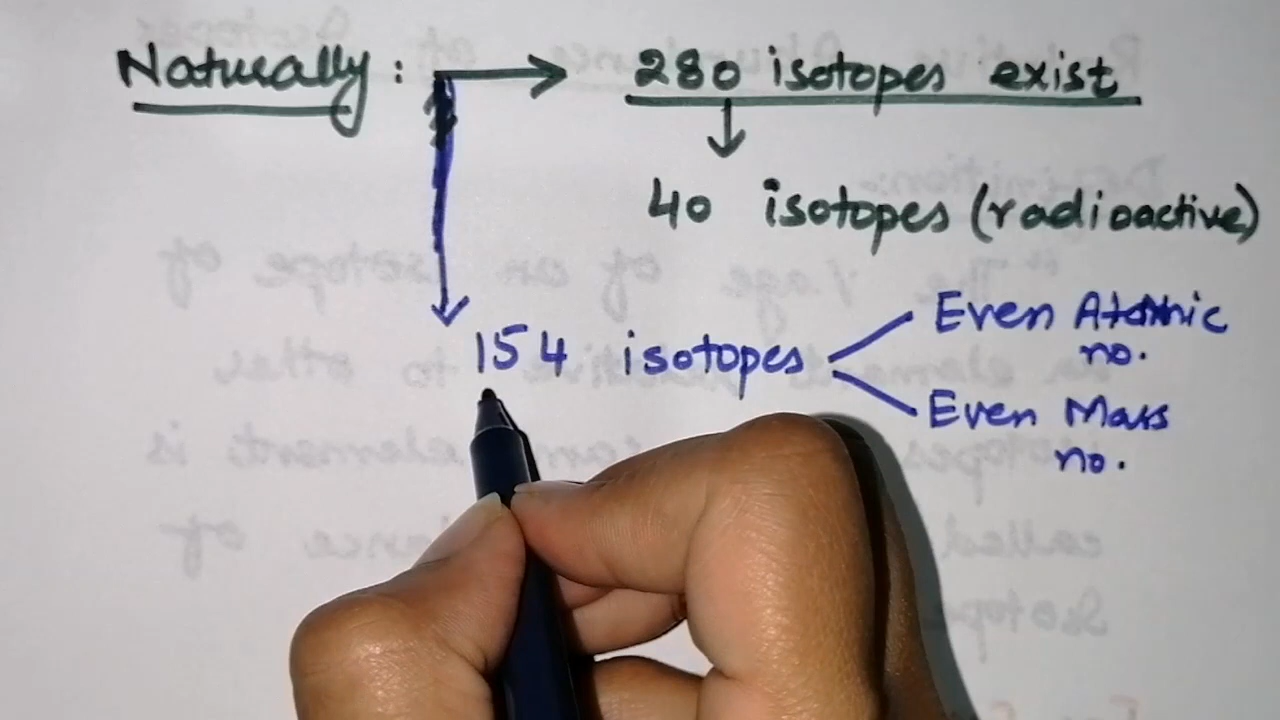 Naturally : → 280 isotopes exist
40 isotopes (radioactive)
154 isotopes
Even Atomic no.
Even Mass no.